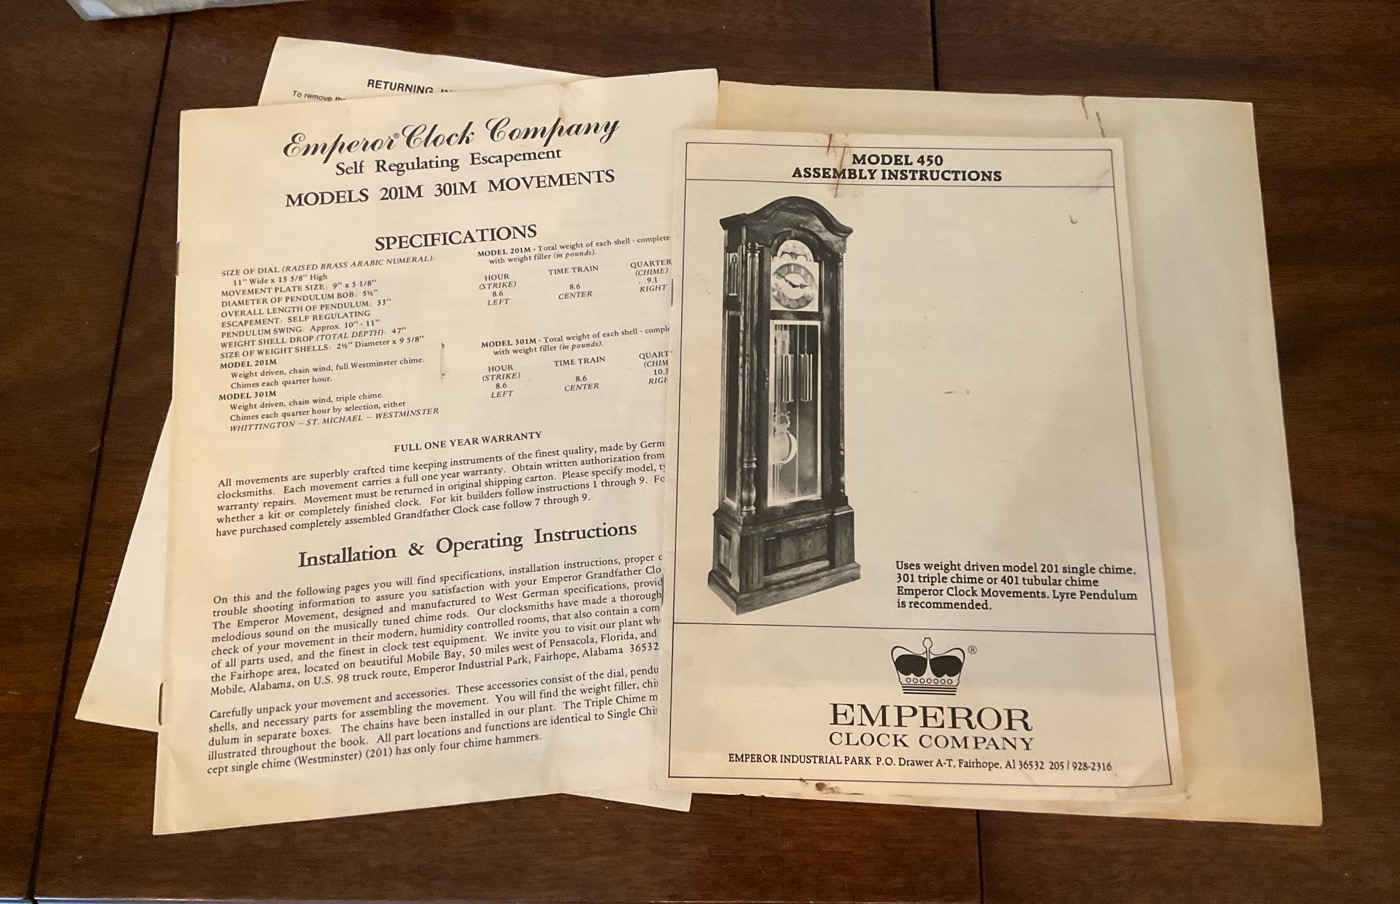 RETURNING
To remove the
Emperor® Clock Company
Self Regulating Escapement
MODELS 201M 301M MOVEMENTS
SPECIFICATIONS
SIZE OF DIAL (RAISED BRASS ARABIC NUMERAL):
11" Wide x 15 5/8" High
MOVEMENT PLATE SIZE: 9" x 5 1/8"
DIAMETER OF PENDULUM BOB: 5½"
OVERALL LENGTH OF PENDULUM: 33"
ESCAPEMENT: SELF REGULATING
PENDULUM SWING: Approx. 10" - 11"
WEIGHT SHELL DROP (TOTAL DEPTH): 47"
SIZE OF WEIGHT SHELLS: 2½" Diameter x 9 5/8"
MODEL 201M
Weight driven, chain wind, full Westminster chime.
Chimes each quarter hour.
MODEL 301M
Weight driven, chain wind, triple chime.
Chimes each quarter hour by selection, either
WHITTINGTON – ST. MICHAEL – WESTMINSTER
MODEL 201M - Total weight of each shell - complete
with weight filler (in pounds).
HOUR TIME TRAIN QUARTER
(STRIKE) (CHIME)
8.6 8.6 9.1
LEFT CENTER RIGHT
MODEL 301M - Total weight of each shell - compl
with weight filler (in pounds).
HOUR TIME TRAIN QUART
(STRIKE) (CHIM
8.6 8.6 10.1
LEFT CENTER RIGH
FULL ONE YEAR WARRANTY
All movements are superbly crafted time keeping instruments of the finest quality, made by Germ
clocksmiths. Each movement carries a full one year warranty. Obtain written authorization from
warranty repairs. Movement must be returned in original shipping carton. Please specify model, t
whether a kit or completely finished clock. For kit builders follow instructions 1 through 9. Fo
have purchased completely assembled Grandfather Clock case follow 7 through 9.
Installation & Operating Instructions
On this and the following pages you will find specifications, installation instructions, proper c
trouble shooting information to assure you satisfaction with your Emperor Grandfather Clo
The Emperor Movement, designed and manufactured to West German specifications, provid
melodious sound on the musically tuned chime rods. Our clocksmiths have made a thorough
check of your movement in their modern, humidity controlled rooms, that also contain a com
of all parts used, and the finest in clock test equipment. We invite you to visit our plant wh
the Fairhope area, located on beautiful Mobile Bay, 50 miles west of Pensacola, Florida, and
Mobile, Alabama, on U.S. 98 truck route, Emperor Industrial Park, Fairhope, Alabama 36532
Carefully unpack your movement and accessories. These accessories consist of the dial, pendu
shells, and necessary parts for assembling the movement. You will find the weight filler, chi
dulum in separate boxes. The chains have been installed in our plant. The Triple Chime m
illustrated throughout the book. All part locations and functions are identical to Single Chi
cept single chime (Westminster) (201) has only four chime hammers.
MODEL 450
ASSEMBLY INSTRUCTIONS
Uses weight driven model 201 single chime,
301 triple chime or 401 tubular chime
Emperor Clock Movements. Lyre Pendulum
is recommended.
®
EMPEROR
CLOCK COMPANY
EMPEROR INDUSTRIAL PARK P.O. Drawer A-T, Fairhope, Al 36532 205 / 928-2316